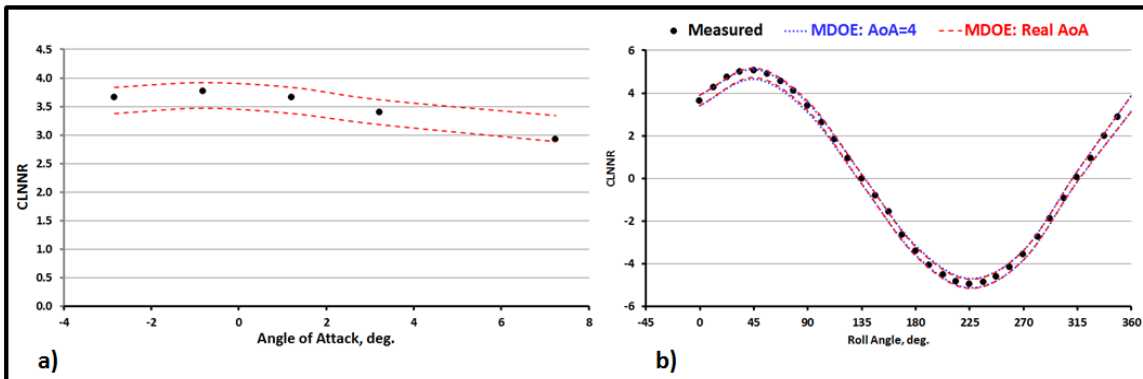 4.5
4.0
3.5
3.0
2.5
2.0
1.5
1.0
0.5
0.0
CLNNR
-4 -2 0 2 4 6 8
Angle of Attack, deg.
a)
Measured MDOE: AoA=4 MDOE: Real AoA
6
4
2
0
-2
-4
-6
CLNNR
-45 0 45 90 135 180 225 270 315 360
Roll Angle, deg.
b)